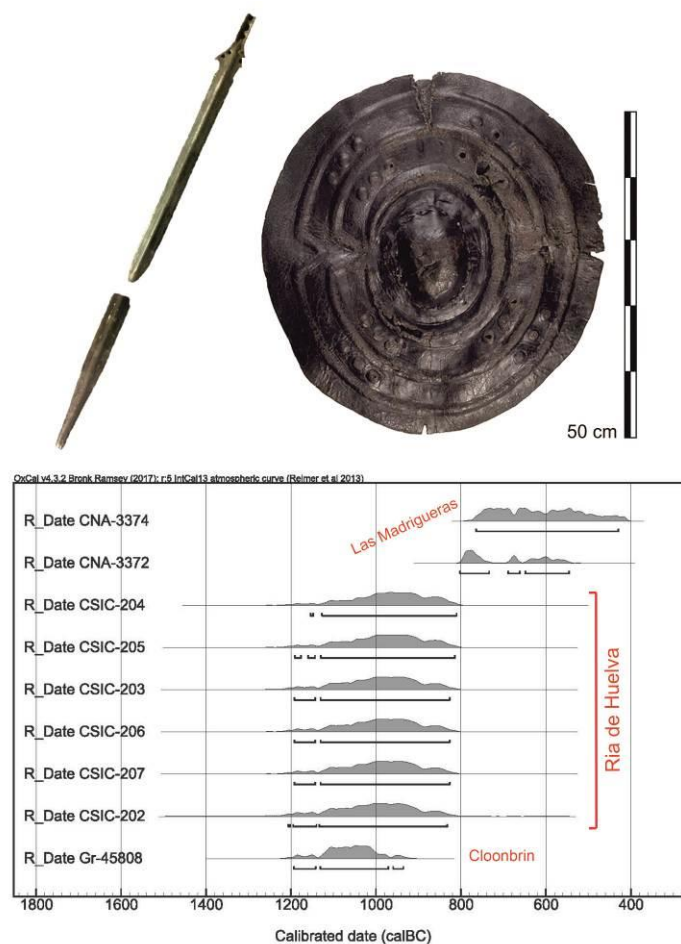 50 cm
OxCal v4.3.2 Bronk Ramsey (2017); r:5 IntCal13 atmospheric curve (Reimer et al 2013)
R_Date CNA-3374
Las Madrigueras
R_Date CNA-3372
R_Date CSIC-204
R_Date CSIC-205
R_Date CSIC-203
R_Date CSIC-206
R_Date CSIC-207
R_Date CSIC-202
Ria de Huelva
R_Date Gr-45808
Cloonbrin
1800 1600 1400 1200 1000 800 600 400
Calibrated date (calBC)